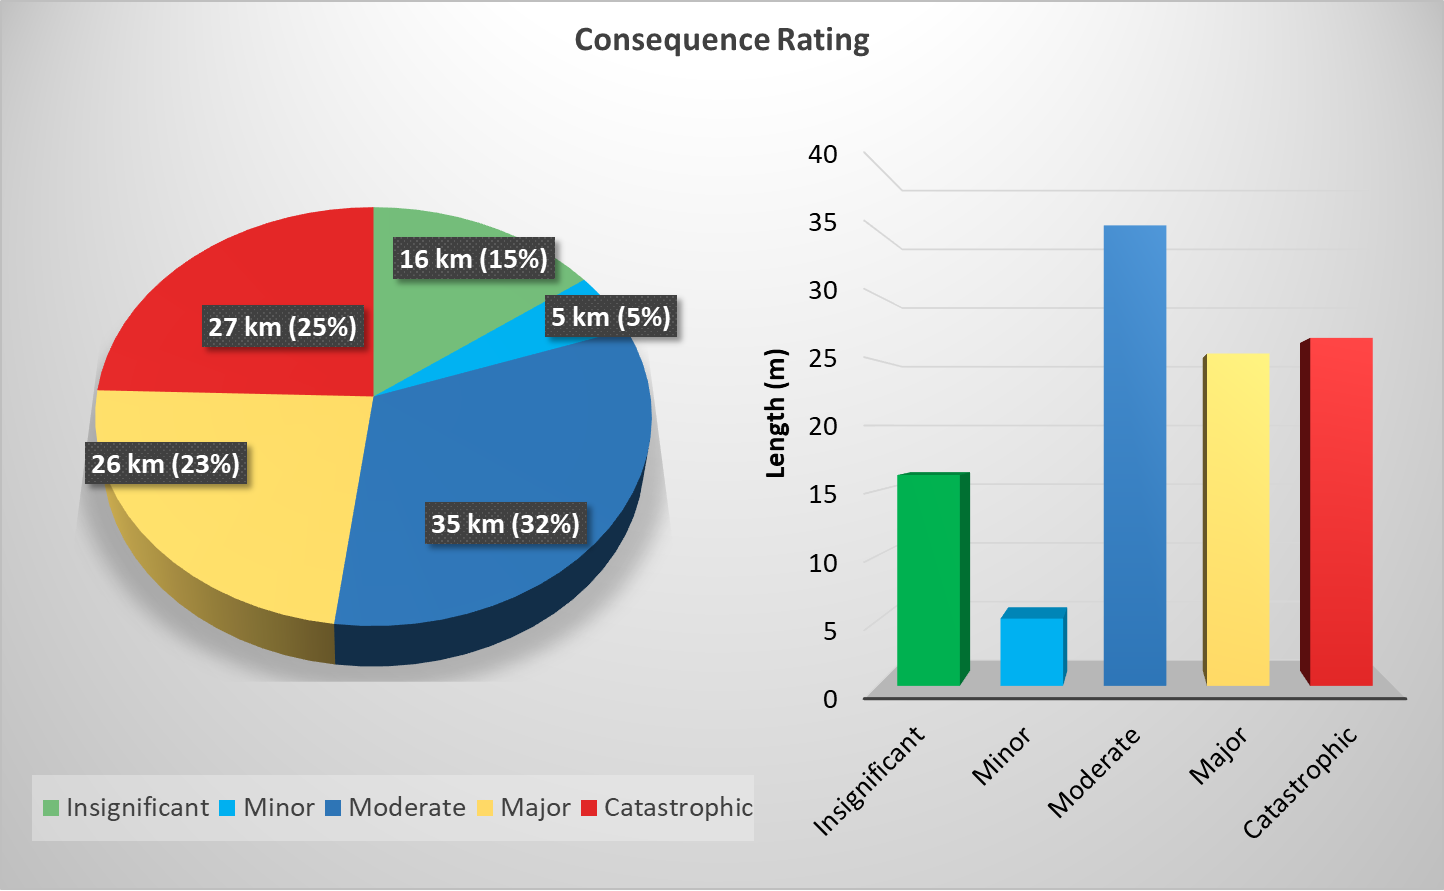 Consequence Rating
16 km (15%)
5 km (5%)
27 km (25%)
26 km (23%)
35 km (32%)
Insignificant Minor Moderate Major Catastrophic
Length (m)
40
35
30
25
20
15
10
5
0
Insignificant
Minor
Moderate
Major
Catastrophic